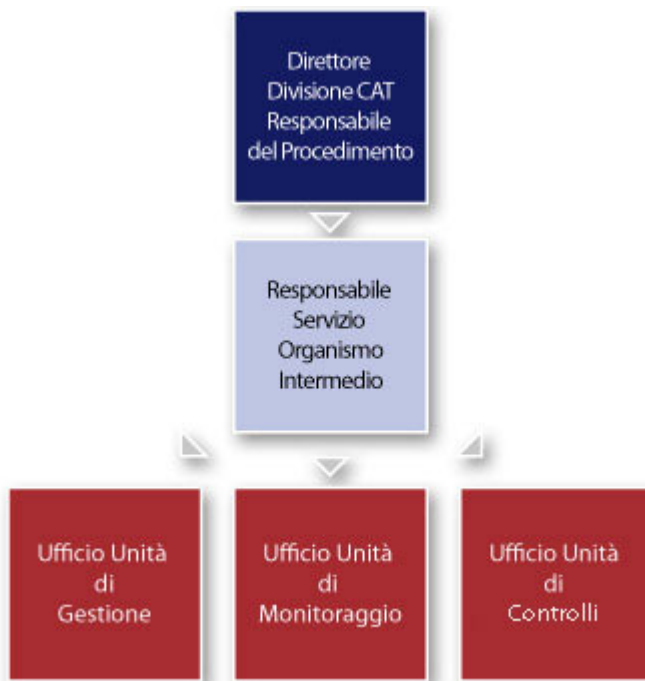 Direttore
Divisione CAT
Responsabile
del Procedimento
Responsabile
Servizio
Organismo
Intermedio
Ufficio Unità
di
Gestione
Ufficio Unità
di
Monitoraggio
Ufficio Unità
di
Controlli